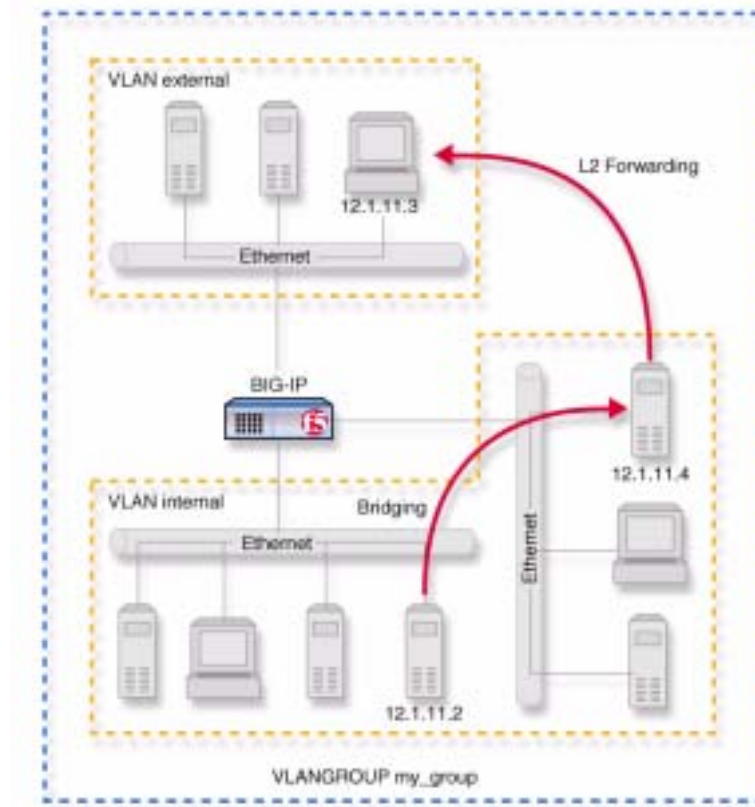 VLAN external
L2 Forwarding
12.1.11.3
Ethernet
BIG-IP
f5
12.1.11.4
VLAN internal
Bridging
Ethernet
Ethernet
12.1.11.2
VLANGROUP my_group